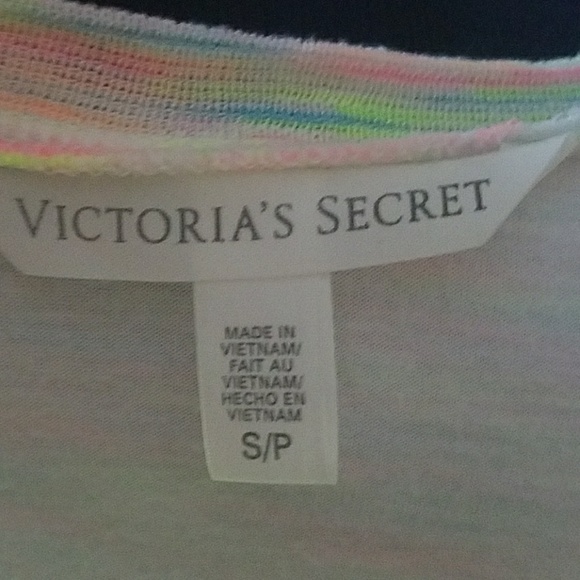 VICTORIA'S SECRET
MADE IN
VIETNAM/
FAIT AU
VIETNAM/
HECHO EN
VIETNAM
S/P